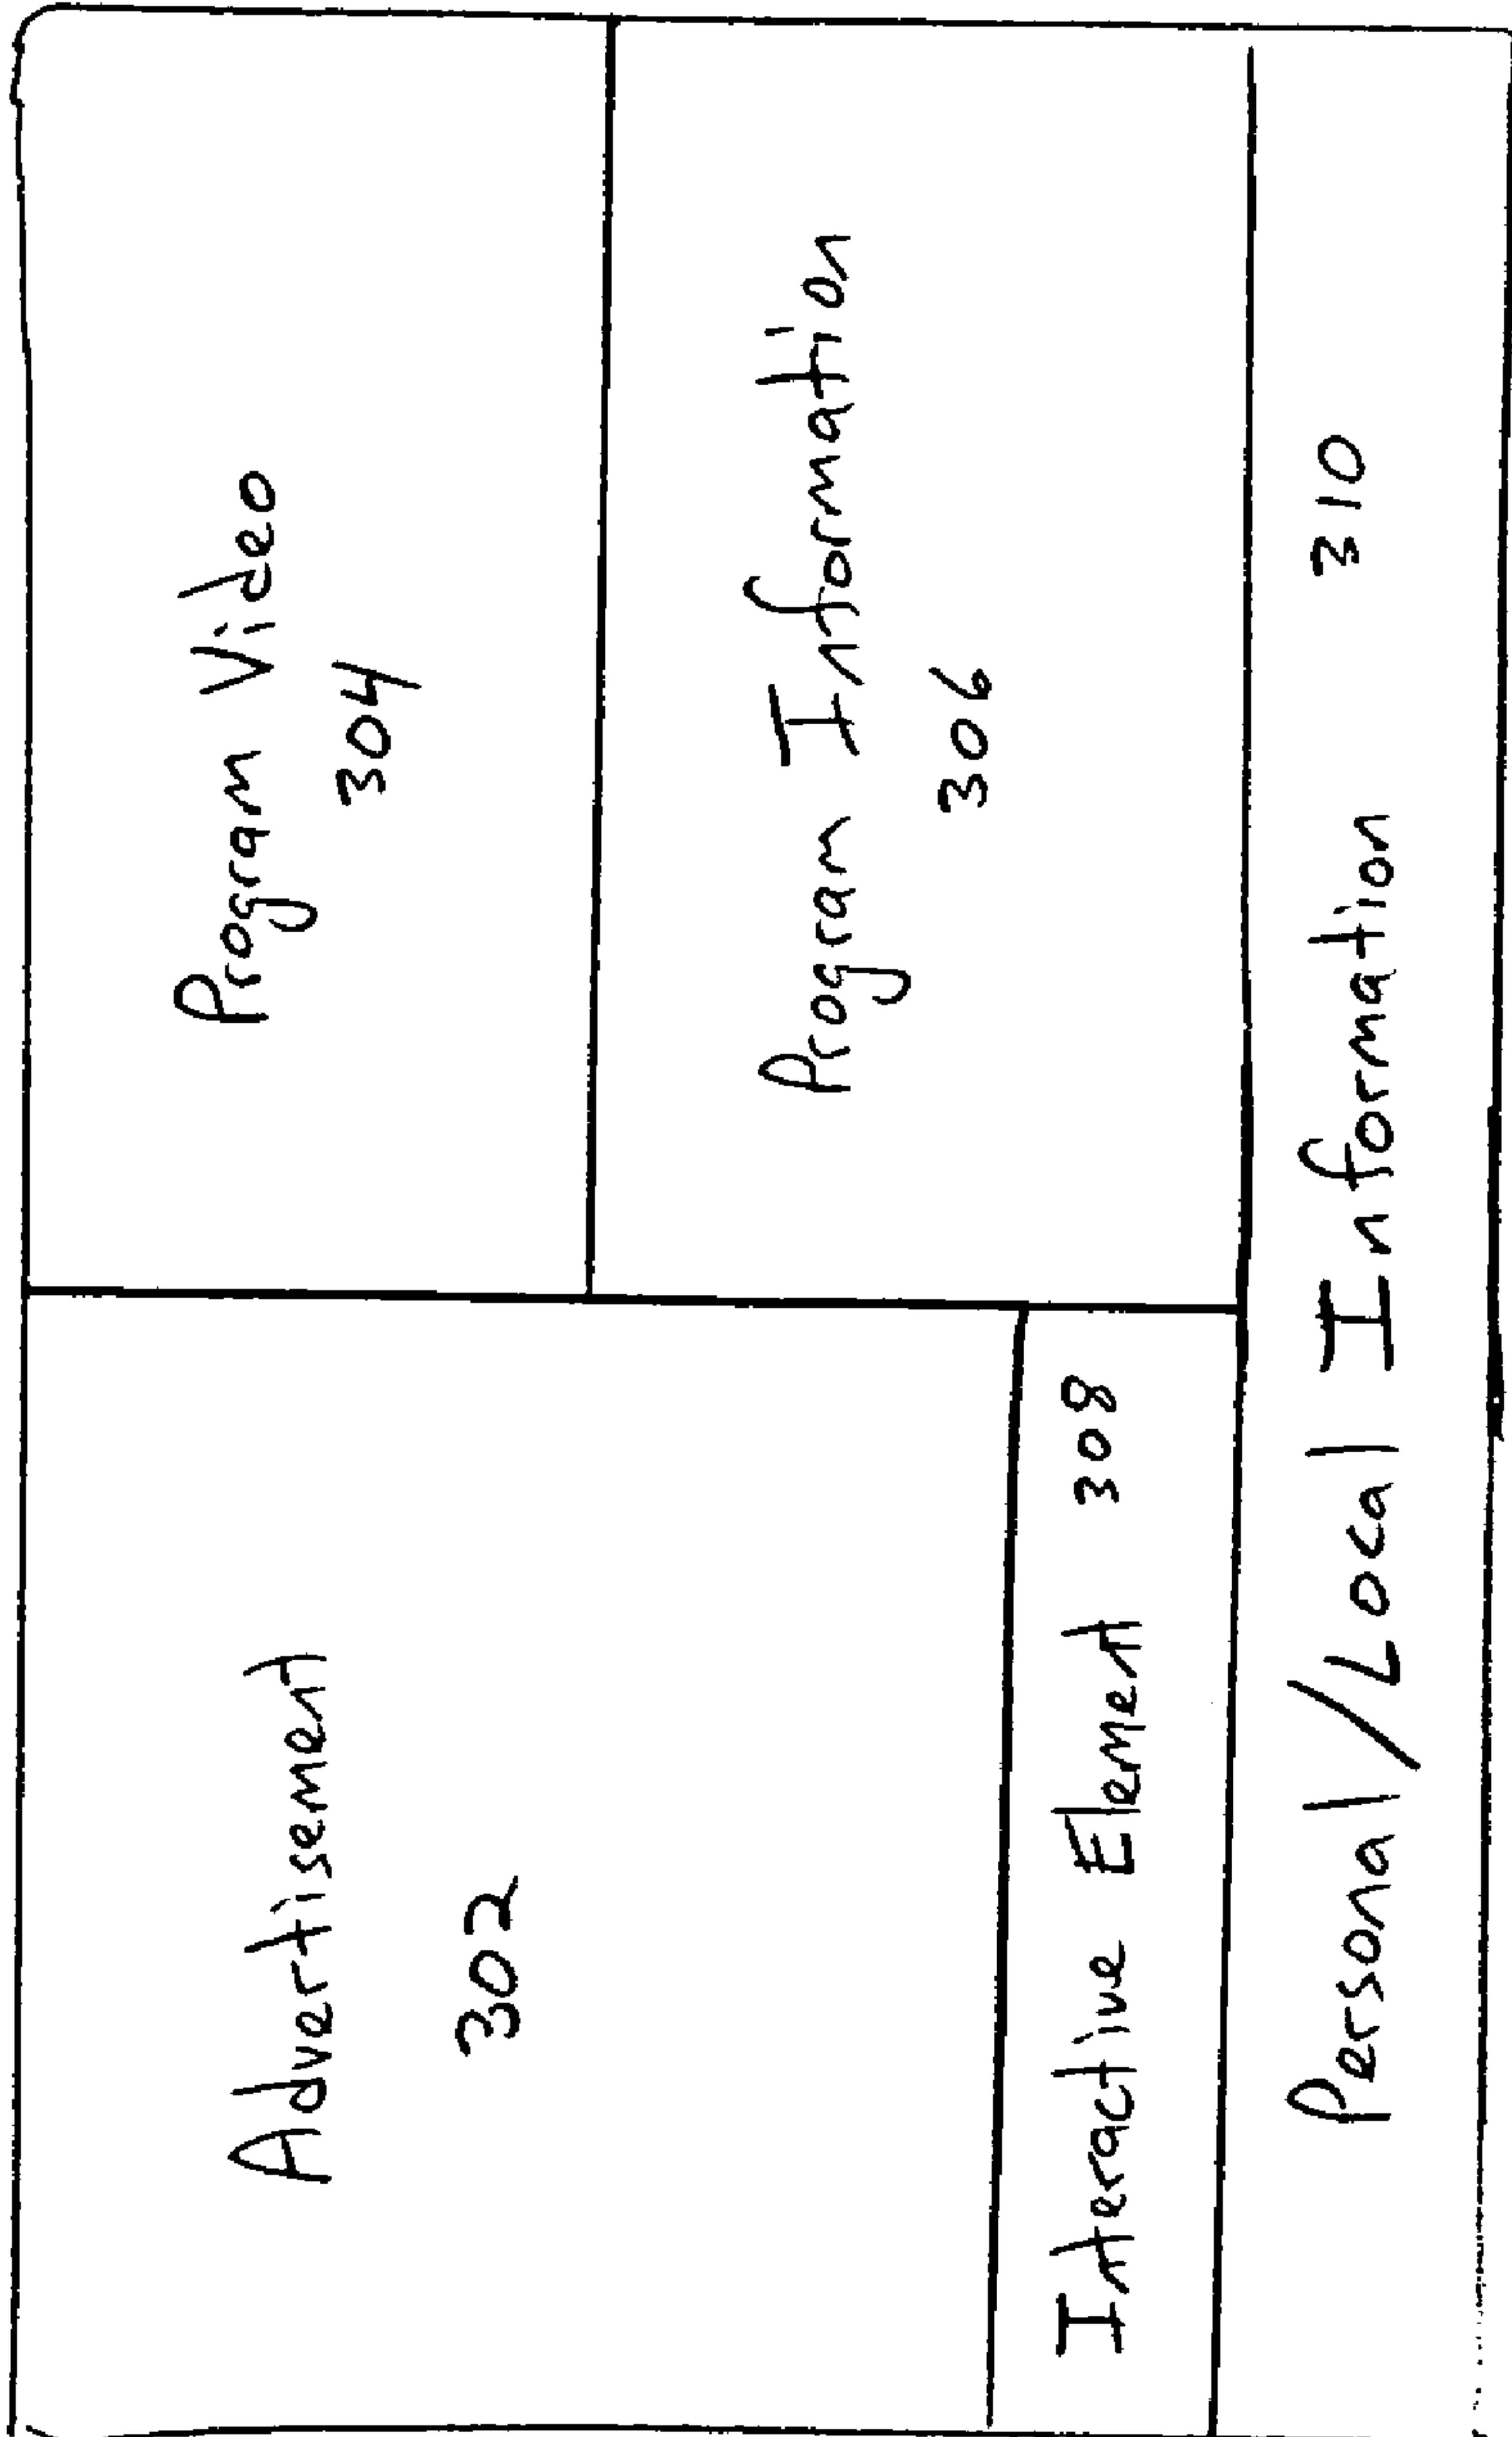 Advertisement
302
Program Video
304
Program Information
306
Interactive Element 308
Personal/Local Information 310